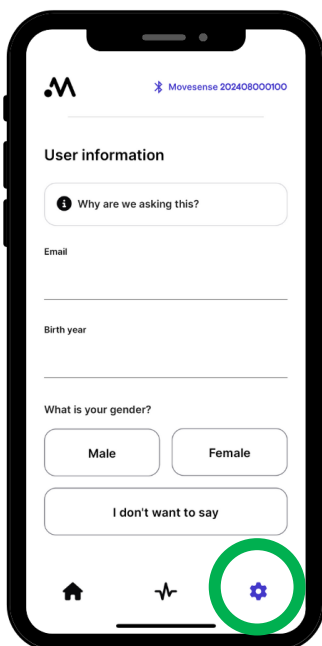 Movesense 202408000100
User information
Why are we asking this?
Email
Birth year
What is your gender?
Male
Female
I don't want to say